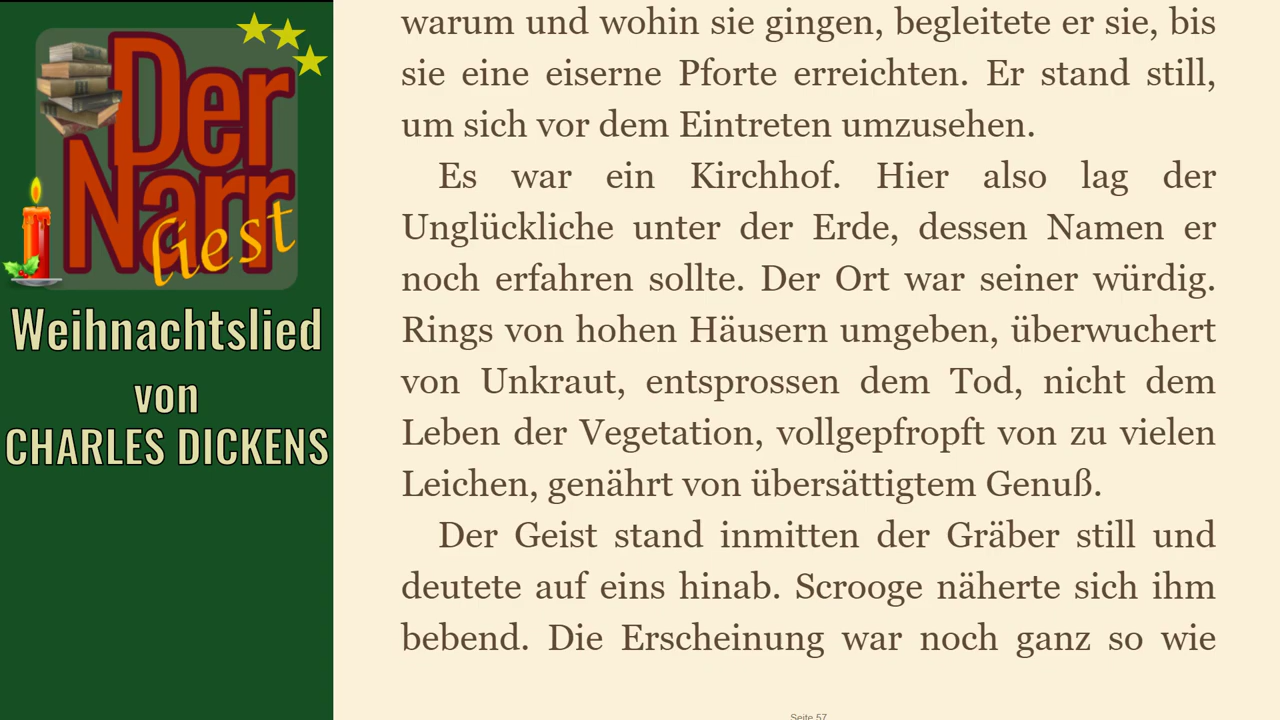 Der
Narr
liest
Weihnachtslied
von
CHARLES DICKENS
warum und wohin sie gingen, begleitete er sie, bis
sie eine eiserne Pforte erreichten. Er stand still,
um sich vor dem Eintreten umzusehen.
Es war ein Kirchhof. Hier also lag der
Unglückliche unter der Erde, dessen Namen er
noch erfahren sollte. Der Ort war seiner würdig.
Rings von hohen Häusern umgeben, überwuchert
von Unkraut, entsprossen dem Tod, nicht dem
Leben der Vegetation, vollgepfropft von zu vielen
Leichen, genährt von übersättigtem Genuß.
Der Geist stand inmitten der Gräber still und
deutete auf eins hinab. Scrooge näherte sich ihm
bebend. Die Erscheinung war noch ganz so wie
Seite 57